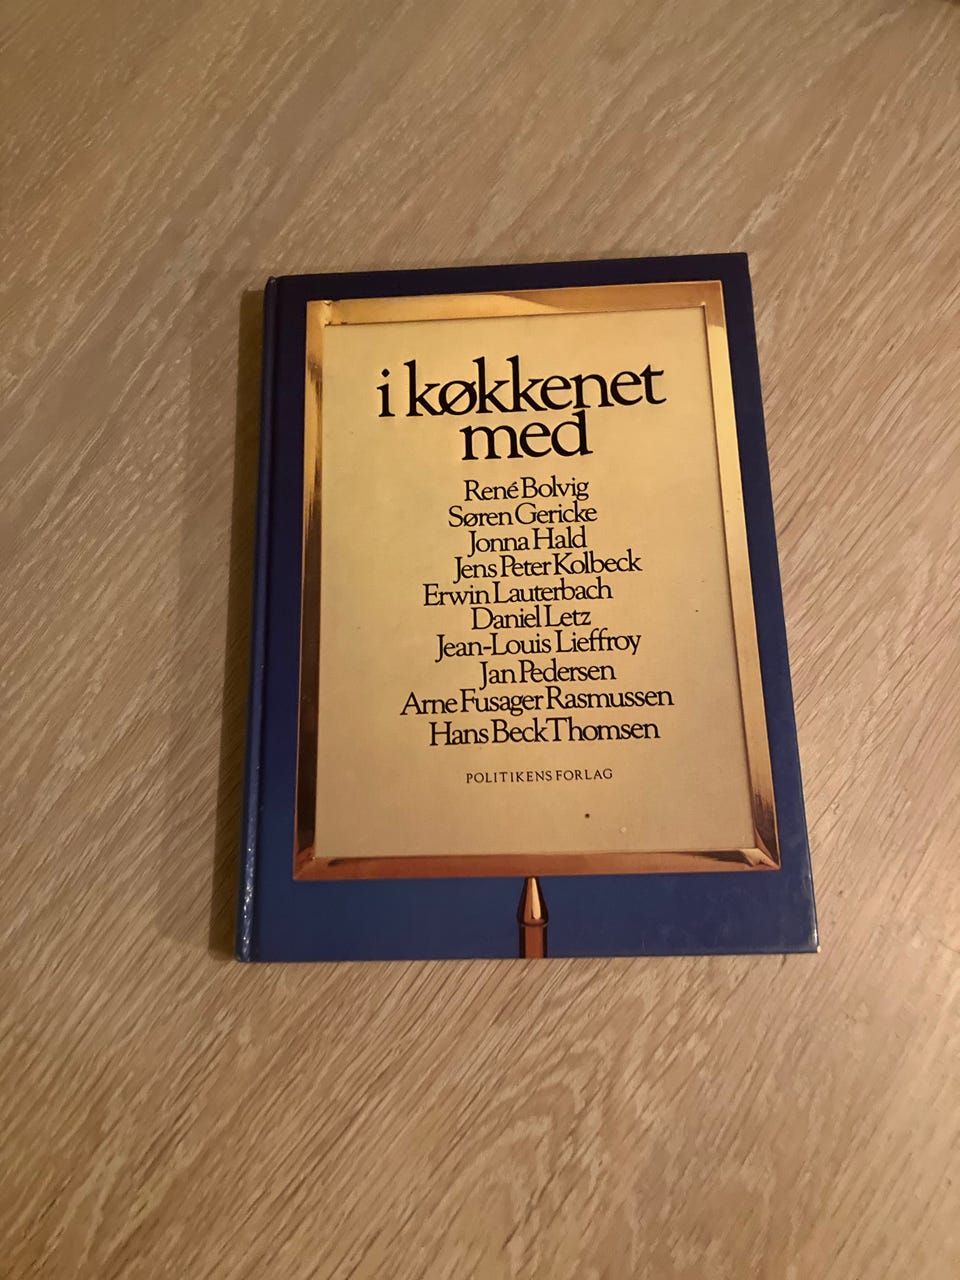 i køkkenet
med
René Bolvig
Søren Gericke
Jonna Hald
Jens Peter Kolbeck
Erwin Lauterbach
Daniel Letz
Jean-Louis Lieffroy
Jan Pedersen
Arne Fusager Rasmussen
Hans Beck Thomsen
POLITIKENS FORLAG